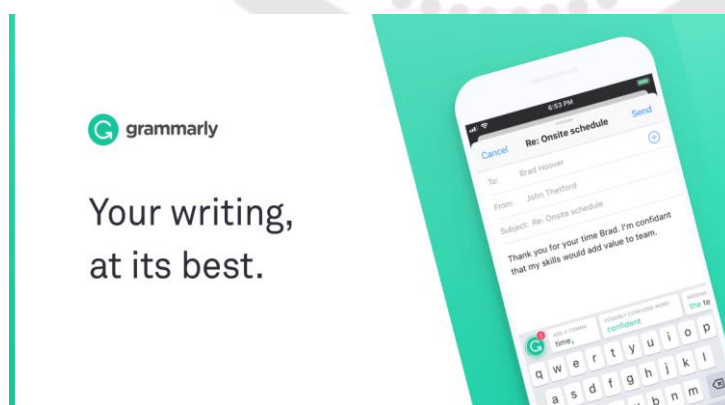 grammarly
Your writing,
at its best.
6:53 PM
Cancel Re: Onsite schedule Send
To: Brad Hoover
From: John Thetford
Subject: Re: Onsite schedule
Thank you for your time Brad. I'm confidant
that my skills would add value to team.
ADD A COMMA POSSIBLY CONFUSED WORD
time, confident the te
q w e r t y u i o p
a s d f g h j k l
b n m